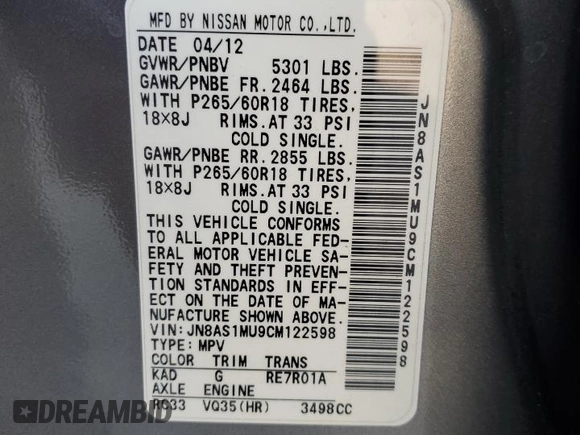 MFD BY NISSAN MOTOR CO.,LTD.
DATE 04/12
GVWR/PNBV 5301 LBS.
GAWR/PNBE FR. 2464 LBS.
WITH P265/60R18 TIRES,
18×8J RIMS.AT 33 PSI
COLD SINGLE.
GAWR/PNBE RR. 2855 LBS.
WITH P265/60R18 TIRES,
18×8J RIMS.AT 33 PSI
COLD SINGLE.
THIS VEHICLE CONFORMS
TO ALL APPLICABLE FED-
ERAL MOTOR VEHICLE SA-
FETY AND THEFT PREVEN-
TION STANDARDS IN EFF-
ECT ON THE DATE OF MA-
NUFACTURE SHOWN ABOVE.
VIN:JN8AS1MU9CM122598
TYPE: MPV
COLOR TRIM TRANS
KAD G RE7R01A
AXLE ENGINE
RC33 VQ35(HR) 3498CC
JN8AS1MU9CM122598
DREAMBID